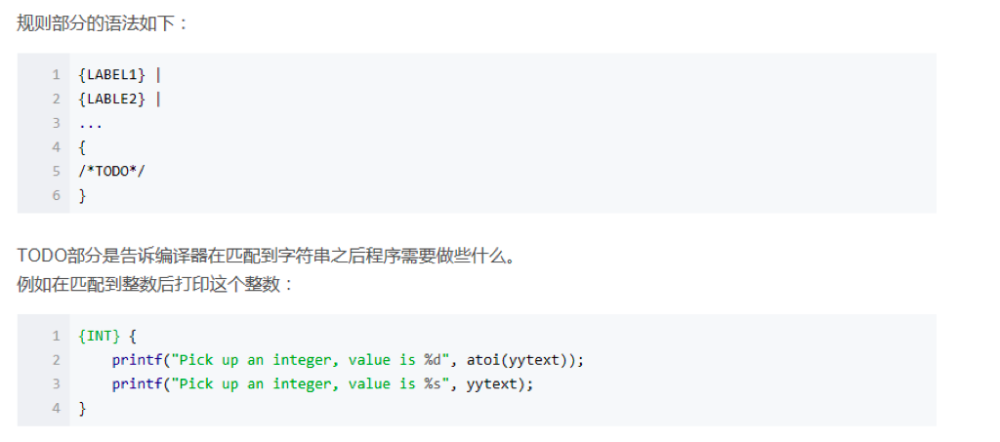 规则部分的语法如下：
1 {LABEL1} |
2 {LABLE2} |
3 ...
4 {
5 /*TODO*/
6 }
TODO部分是告诉编译器在匹配到字符串之后程序需要做些什么。
例如在匹配到整数后打印这个整数：
1 {INT} {
2     printf("Pick up an integer, value is %d", atoi(yytext));
3     printf("Pick up an integer, value is %s", yytext);
4 }